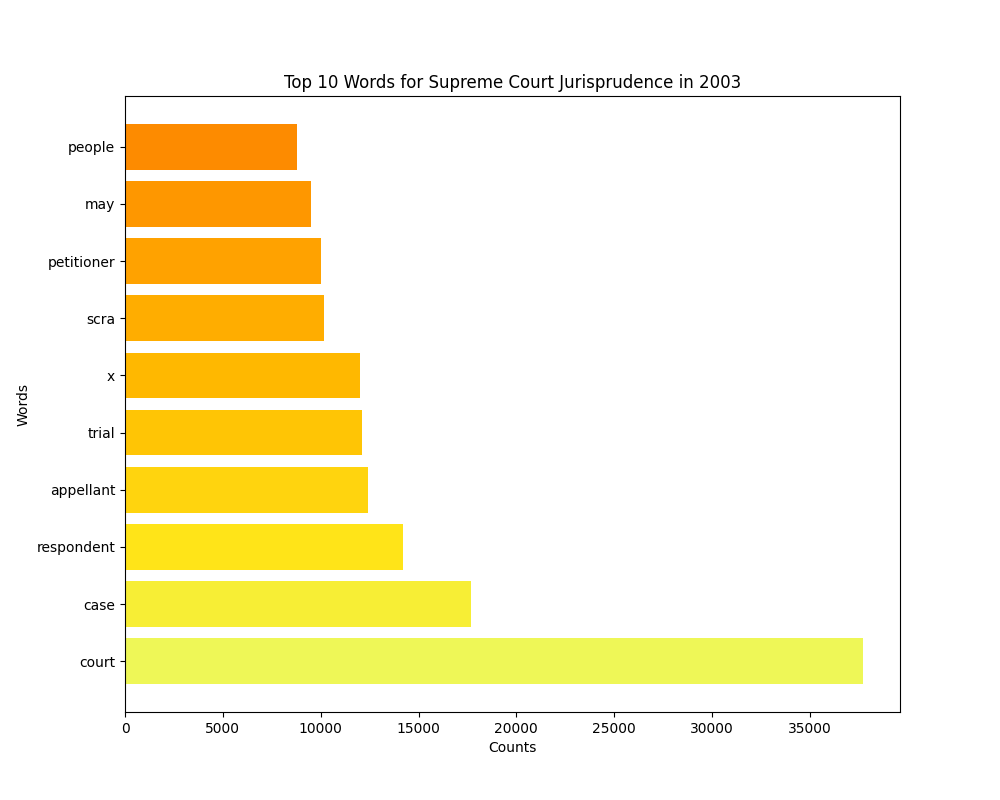 Top 10 Words for Supreme Court Jurisprudence in 2003
people
may
petitioner
scra
x
trial
appellant
respondent
case
court
Words
0 5000 10000 15000 20000 25000 30000 35000
Counts